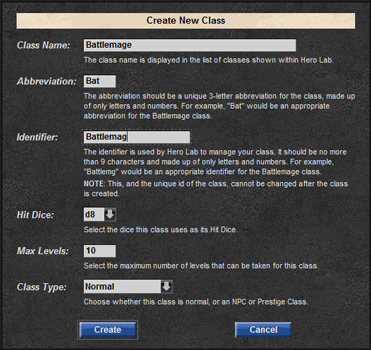 Create New Class
Class Name:
Battlemage
The class name is displayed in the list of classes shown within Hero Lab.
Abbreviation:
Bat
The abbreviation should be a unique 3-letter abbreviation for the class, made up
of only letters and numbers. For example, "Bat" would be an appropriate
abbreviation for the Battlemage class.
Identifier:
Battlemag
The identifier is used by Hero Lab to manage your class. It should be no more
than 9 characters and made up of only letters and numbers. For example,
"Battlemg" would be an appropriate identifier for the Battlemage class.
NOTE: This, and the unique id of the class, cannot be changed after the class
is created.
Hit Dice:
d8
Select the dice this class uses as its Hit Dice.
Max Levels:
10
Select the maximum number of levels that can be taken for this class.
Class Type:
Normal
Choose whether this class is normal, or an NPC or Prestige Class.
Create
Cancel